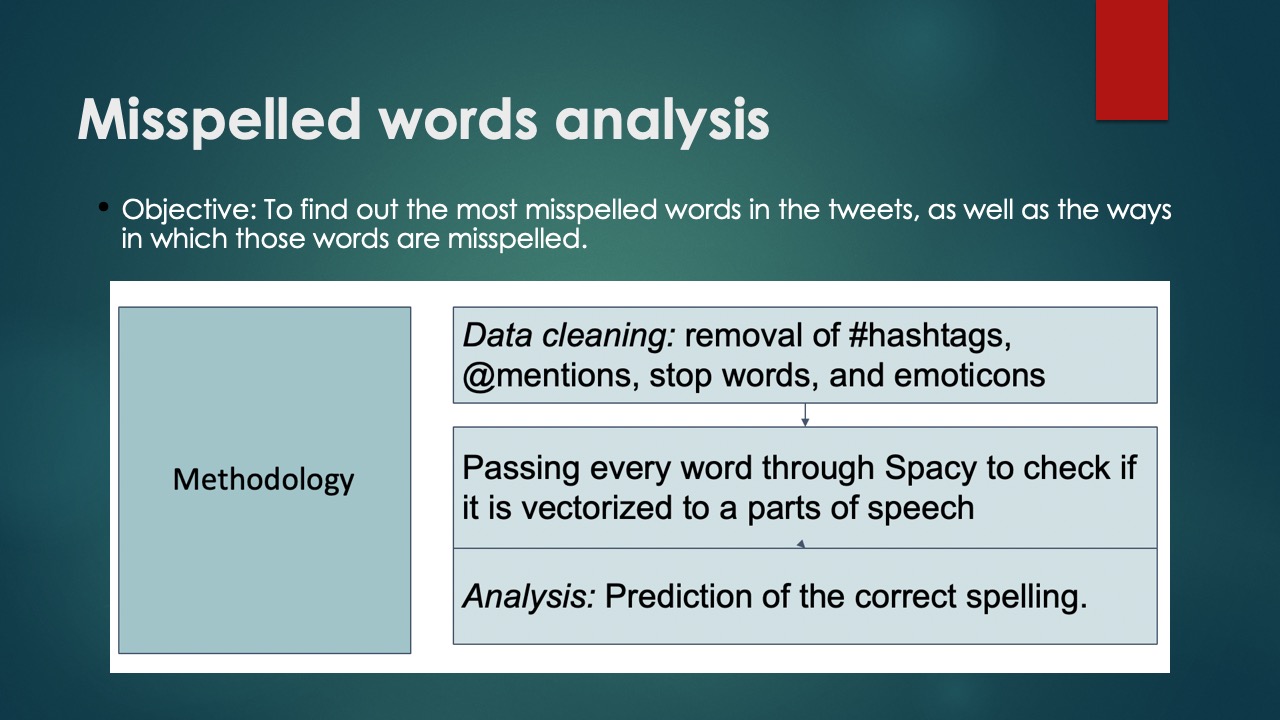 Misspelled words analysis
• Objective: To find out the most misspelled words in the tweets, as well as the ways
in which those words are misspelled.
Methodology
Data cleaning: removal of #hashtags,
@mentions, stop words, and emoticons
Passing every word through Spacy to check if
it is vectorized to a parts of speech
Analysis: Prediction of the correct spelling.